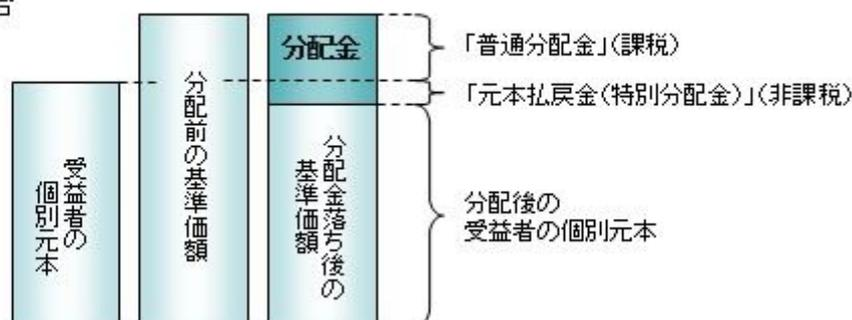 分配金
「普通分配金」(課税)
「元本払戻金(特別分配金)」(非課税)
受益者の
個別元本
分配前の基準価額
分配金落ち後の
基準価額
分配後の
受益者の個別元本